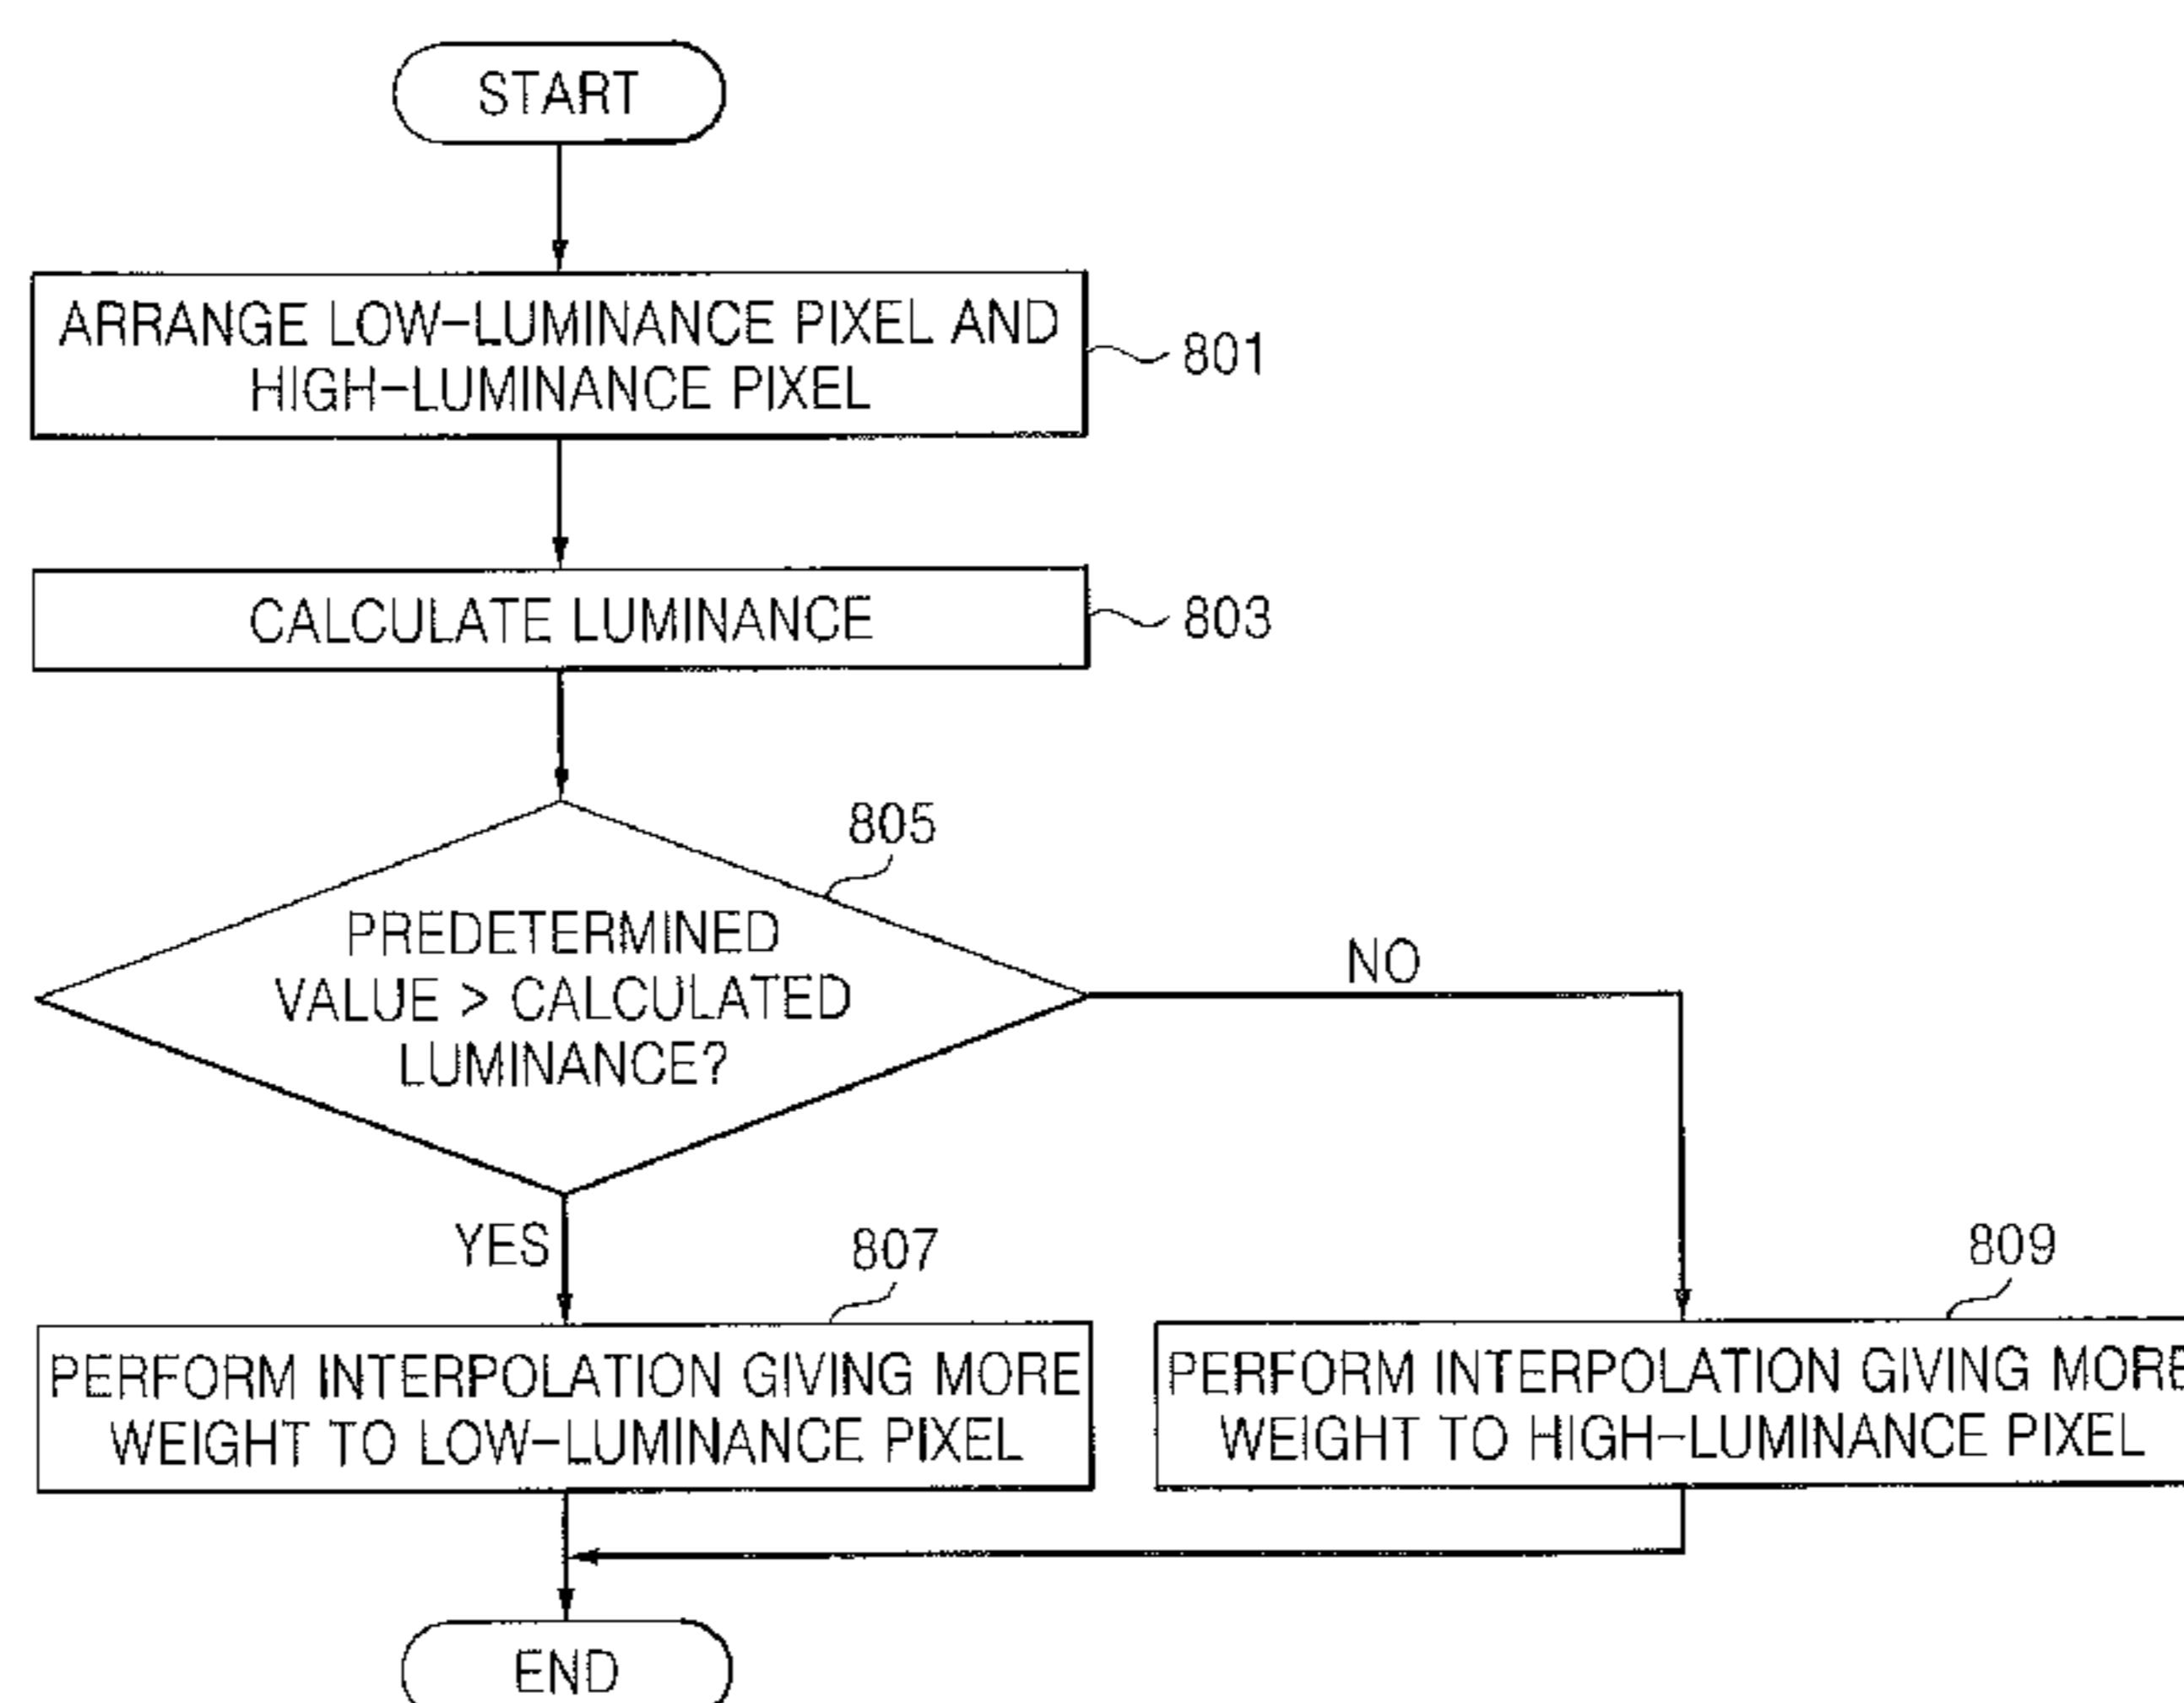 START
ARRANGE LOW-LUMINANCE PIXEL AND
HIGH-LUMINANCE PIXEL
801
CALCULATE LUMINANCE
803
805
PREDETERMINED
VALUE > CALCULATED
LUMINANCE?
NO
YES
807
PERFORM INTERPOLATION GIVING MORE
WEIGHT TO LOW-LUMINANCE PIXEL
809
PERFORM INTERPOLATION GIVING MORE
WEIGHT TO HIGH-LUMINANCE PIXEL
END